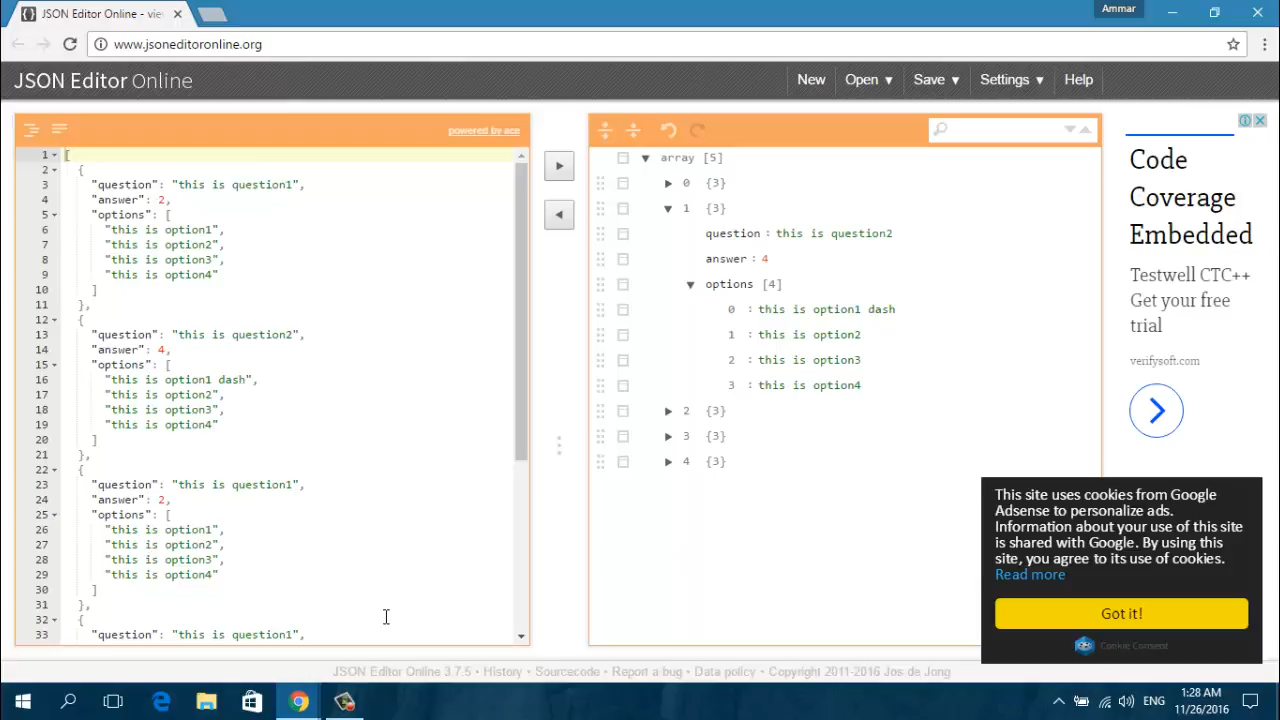 JSON Editor Online - vie
Ammar
www.jsoneditoronline.org
JSON Editor Online
New
Open ▾
Save ▾
Settings ▾
Help
powered by ace
1 [
2 {
3 "question": "this is question1",
4 "answer": 2,
5 "options": [
6 "this is option1",
7 "this is option2",
8 "this is option3",
9 "this is option4"
10 ]
11 },
12 {
13 "question": "this is question2",
14 "answer": 4,
15 "options": [
16 "this is option1 dash",
17 "this is option2",
18 "this is option3",
19 "this is option4"
20 ]
21 },
22 {
23 "question": "this is question1",
24 "answer": 2,
25 "options": [
26 "this is option1",
27 "this is option2",
28 "this is option3",
29 "this is option4"
30 ]
31 },
32 {
33 "question": "this is question1",
array [5]
0 {3}
1 {3}
question : this is question2
answer : 4
options [4]
0 : this is option1 dash
1 : this is option2
2 : this is option3
3 : this is option4
2 {3}
3 {3}
4 {3}
Code
Coverage
Embedded
Testwell CTC++
Get your free
trial
verifysoft.com
This site uses cookies from Google
Adsense to personalize ads.
Information about your use of this site
is shared with Google. By using this
site, you agree to its use of cookies.
Read more
Got it!
Cookie Consent
JSON Editor Online 3.7.5 • History • Sourcecode • Report a bug • Data policy • Copyright 2011-2016 Jos de Jong
ENG
1:28 AM
11/26/2016